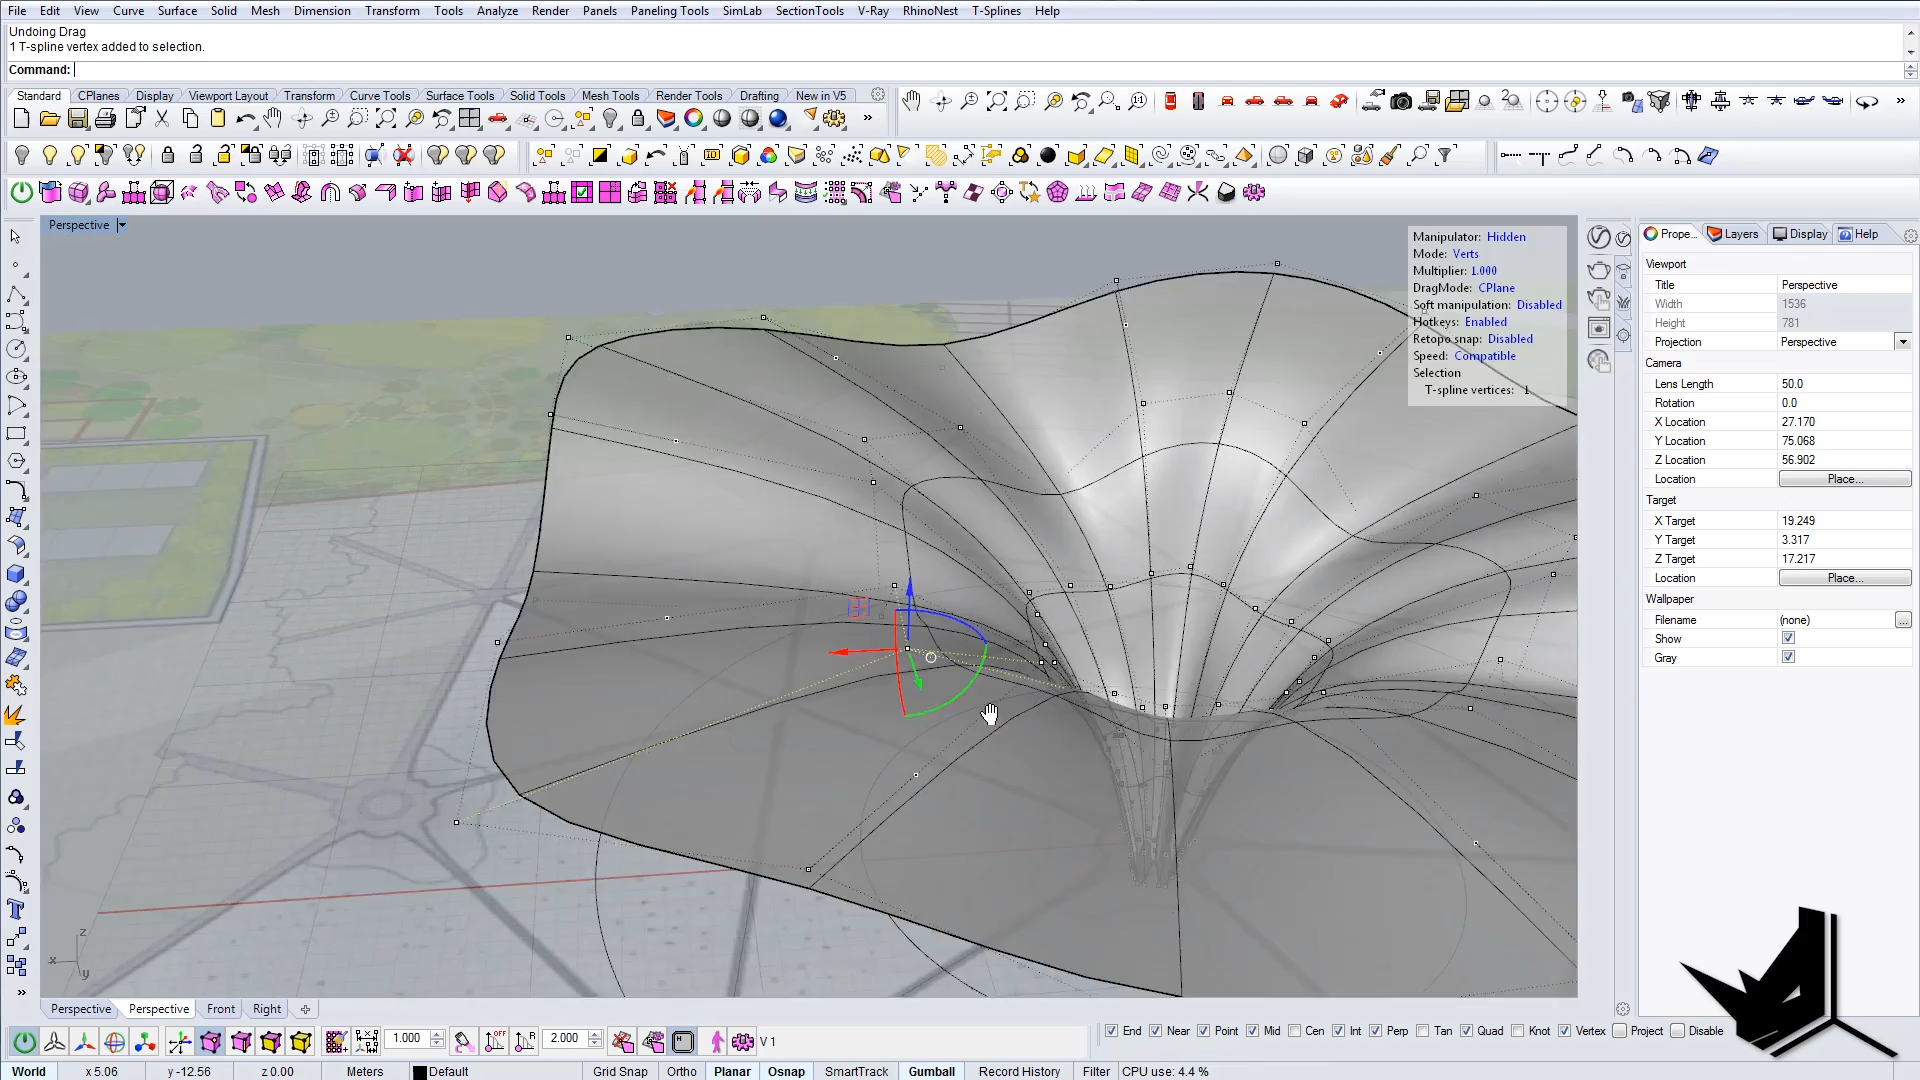 File Edit View Curve Surface Solid Mesh Dimension Transform Tools Analyze Render Panels Paneling Tools SimLab SectionTools V-Ray RhinoNest T-Splines Help
Undoing Drag
1 T-spline vertex added to selection.
Command:
Standard CPlanes Display Viewport Layout Transform Curve Tools Surface Tools Solid Tools Mesh Tools Render Tools Drafting New in V5
Perspective
Manipulator: Hidden
Mode: Verts
Multiplier: 1.000
DragMode: CPlane
Soft manipulation: Disabled
Hotkeys: Enabled
Retopo snap: Disabled
Speed: Compatible
Selection
T-spline vertices: 1
Prope... Layers Display Help
Viewport
Title Perspective
Width 1536
Height 781
Projection Perspective
Camera
Lens Length 50.0
Rotation 0.0
X Location 27.170
Y Location 75.068
Z Location 56.902
Location Place...
Target
X Target 19.249
Y Target 3.317
Z Target 17.217
Location Place...
Wallpaper
Filename (none) ...
Show
Gray
z
x
y
Perspective Perspective Front Right
1.000 2.000 V 1
End Near Point Mid Cen Int Perp Tan Quad Knot Vertex Project Disable
World x 5.06 y -12.56 z 0.00 Meters Default Grid Snap Ortho Planar Osnap SmartTrack Gumball Record History Filter CPU use: 4.4 %